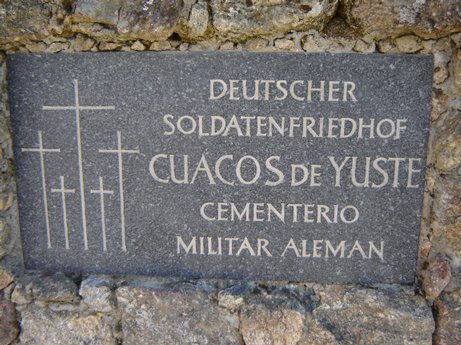 DEUTSCHER
SOLDATENFRIEDHOF
CUACOS DE YUSTE
CEMENTERIO
MILITAR ALEMAN